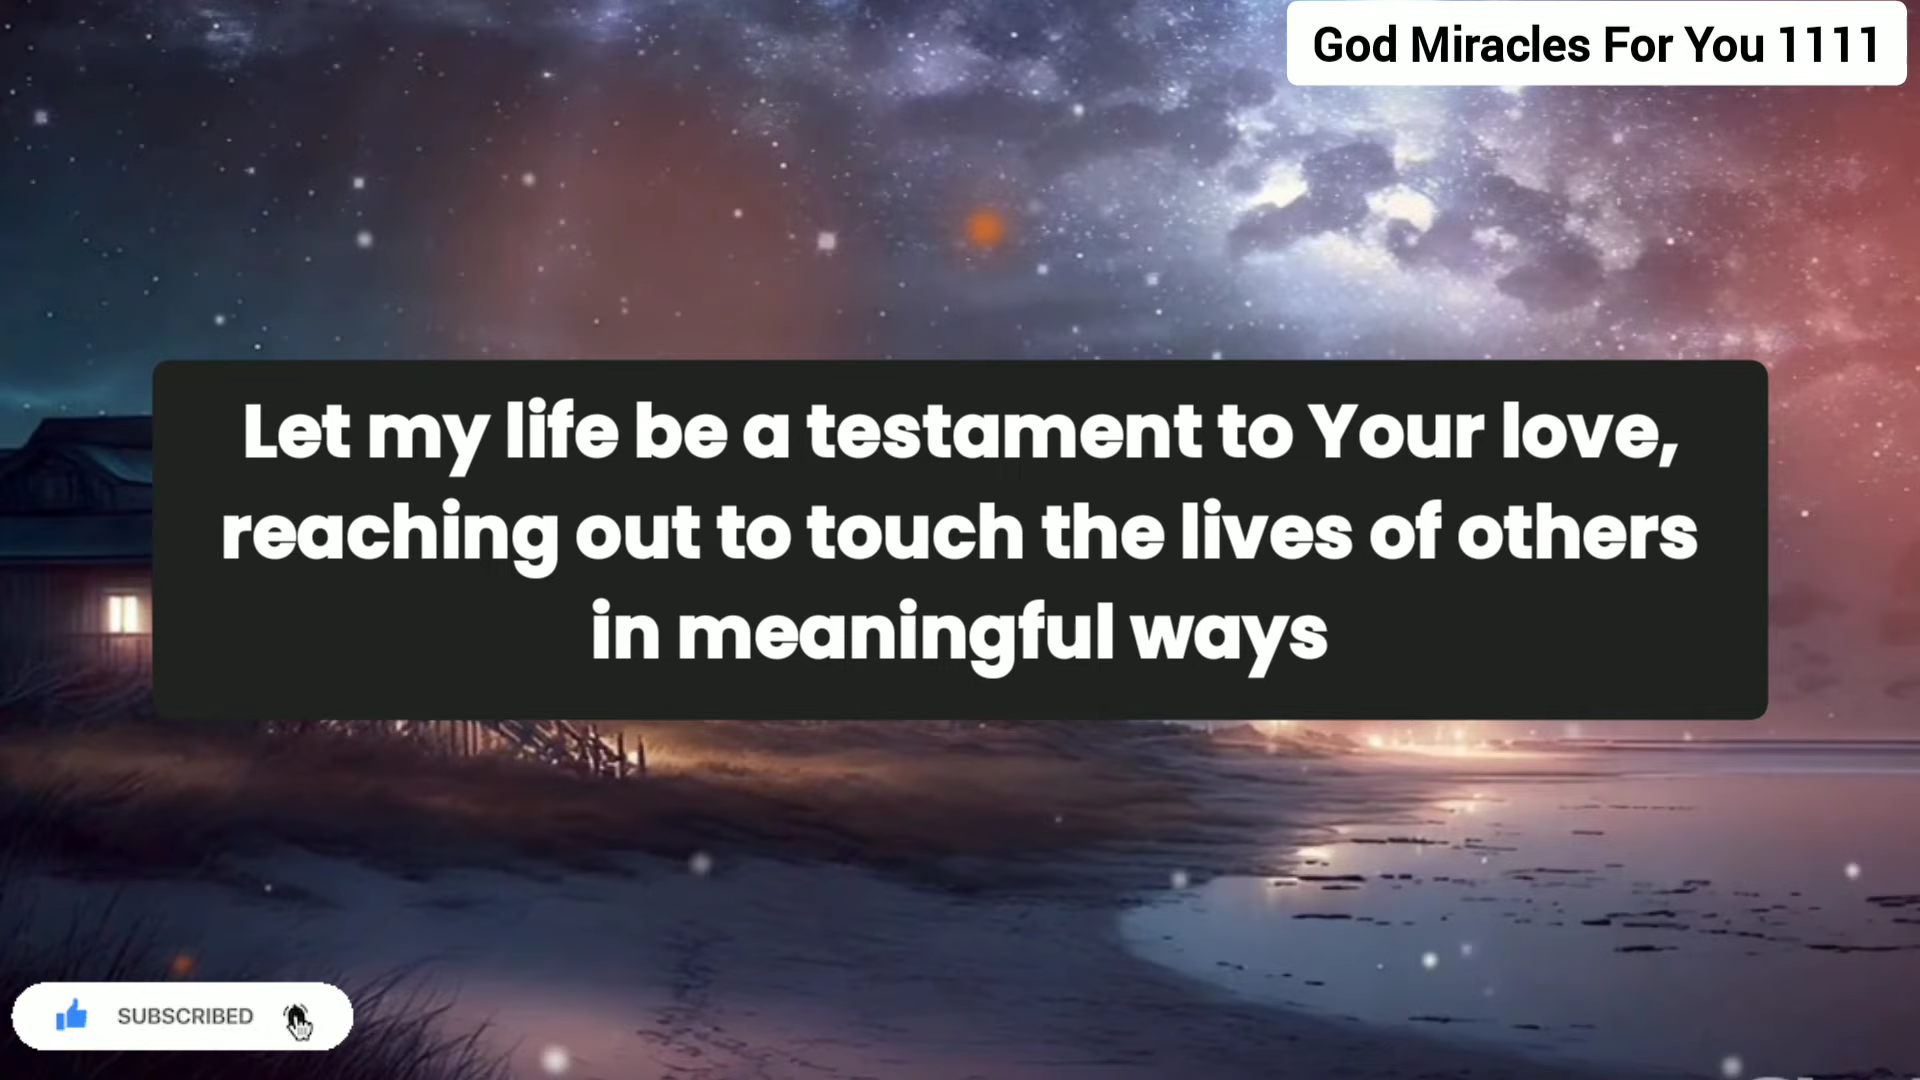 God Miracles For You 1111
Let my life be a testament to Your love,
reaching out to touch the lives of others
in meaningful ways
SUBSCRIBED